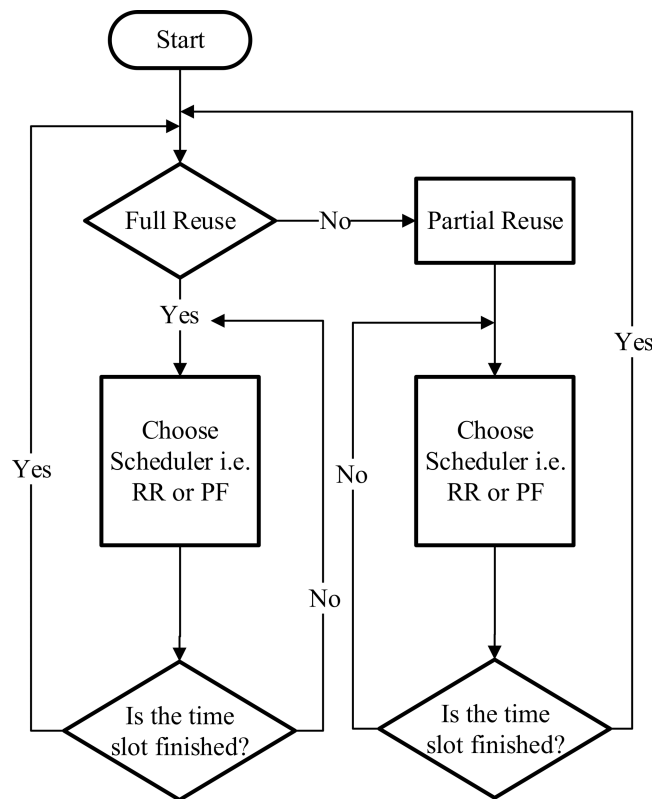 Start
Full Reuse
No
Partial Reuse
Yes
Yes
Choose
Scheduler i.e.
RR or PF
Choose
Scheduler i.e.
RR or PF
Yes
No
No
Is the time
slot finished?
Is the time
slot finished?